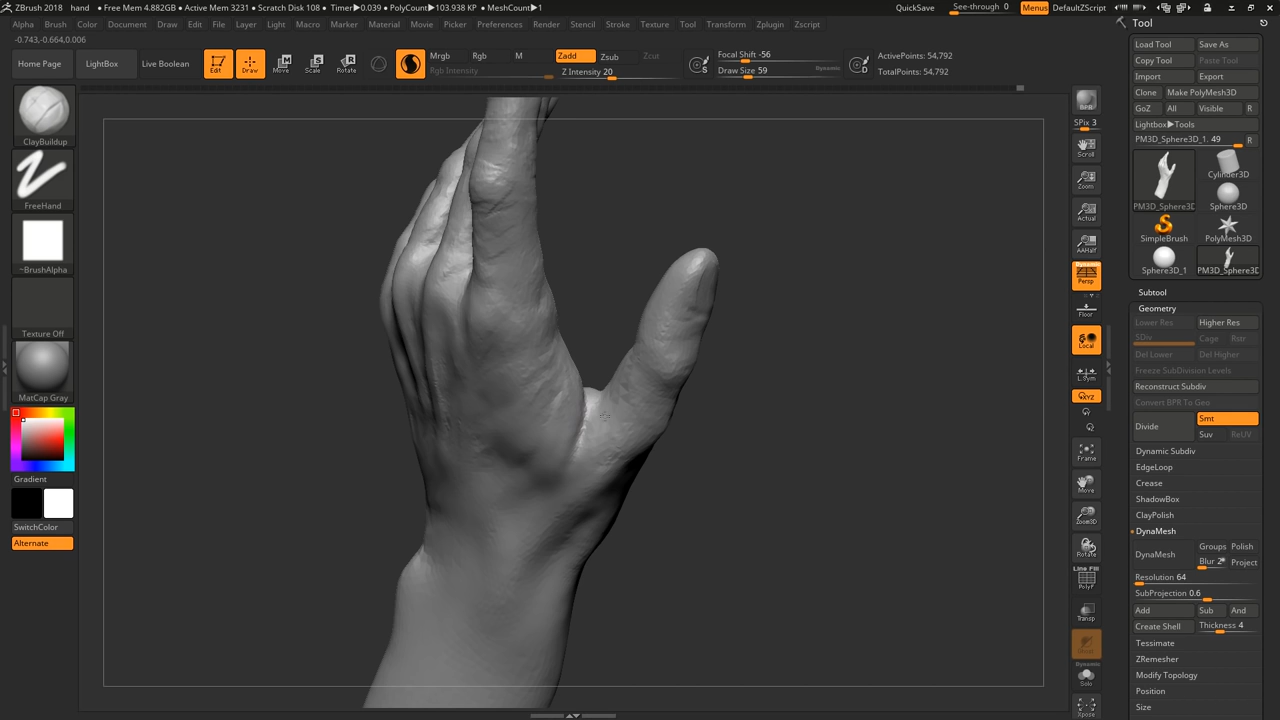 ZBrush 2018 hand • Free Mem 4.882GB • Active Mem 3231 • Scratch Disk 108 • Timer▶0.039 • PolyCount▶103.938 KP • MeshCount▶1
QuickSave See-through 0 Menus DefaultZScript
Alpha Brush Color Document Draw Edit File Layer Light Macro Marker Material Movie Picker Preferences Render Stencil Stroke Texture Tool Transform Zplugin Zscript
-0.743,-0.664,0.006
Home Page LightBox Live Boolean Edit Draw Move Scale Rotate
Mrgb Rgb M Zadd Zsub Zcut
Rgb Intensity Z Intensity 20
Focal Shift -56
Draw Size 59 Dynamic
S
D
ActivePoints: 54,792
TotalPoints: 54,792
ClayBuildup
FreeHand
~BrushAlpha
Texture Off
MatCap Gray
Gradient
SwitchColor
Alternate
BPR
SPix 3
Scroll
Zoom
Actual
AAHalf
Dynamic
Persp
Floor
Local
L.Sym
XYZ
Frame
Move
Zoom3D
Rotate
Line Fill
PolyF
Transp
Dynamic
Solo
Xpose
Tool
Load Tool Save As
Copy Tool Paste Tool
Import Export
Clone Make PolyMesh3D
GoZ All Visible R
Lightbox▶Tools
PM3D_Sphere3D_1. 49 R
PM3D_Sphere3D Cylinder3D
Sphere3D
SimpleBrush PolyMesh3D
Sphere3D_1 PM3D_Sphere3D
Subtool
Geometry
Lower Res Higher Res
SDiv Cage Rstr
Del Lower Del Higher
Freeze SubDivision Levels
Reconstruct Subdiv
Convert BPR To Geo
Divide Smt
Suv ReUV
Dynamic Subdiv
EdgeLoop
Crease
ShadowBox
ClayPolish
DynaMesh
DynaMesh Groups Polish
Blur 2 Project
Resolution 64
SubProjection 0.6
Add Sub And
Create Shell Thickness 4
Tessimate
ZRemesher
Modify Topology
Position
Size